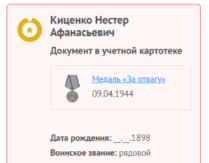 Киценко Нестер
Афанасьевич
Документ в учетной картотеке
Медаль «За отвагу»
09.04.1944
Дата рождения: __.__.1898
Воинское звание: рядовой